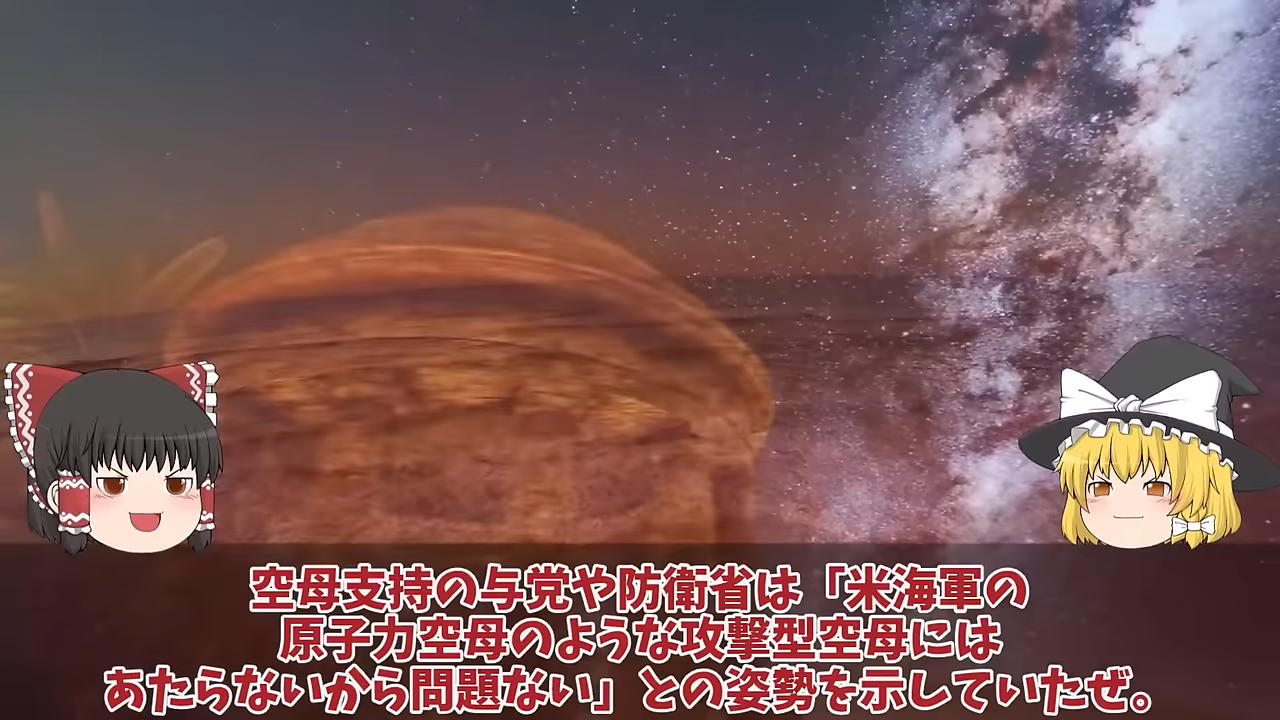 空母支持の与党や防衛省は「米海軍の
原子力空母のような攻撃型空母には
あたらないから問題ない」との姿勢を示していたぜ。